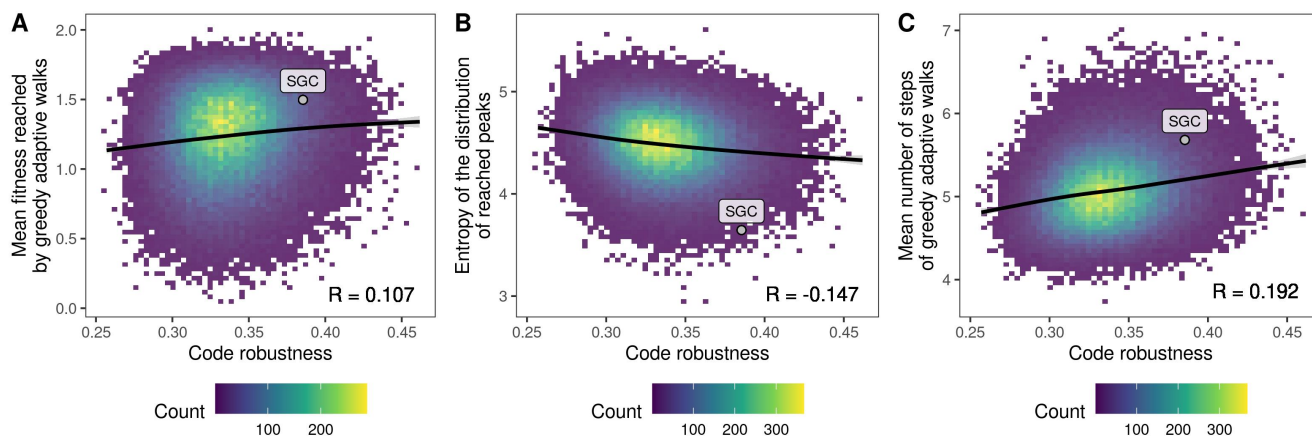 A
Mean fitness reached
by greedy adaptive walks
2.0
1.5
1.0
0.5
0.0
SGC
R = 0.107
0.25 0.30 0.35 0.40 0.45
Code robustness
Count
100 200
B
Entropy of the distribution
of reached peaks
5
4
3
SGC
R = -0.147
0.25 0.30 0.35 0.40 0.45
Code robustness
Count
100 200 300
C
Mean number of steps
of greedy adaptive walks
7
6
5
4
SGC
R = 0.192
0.25 0.30 0.35 0.40 0.45
Code robustness
Count
100 200 300